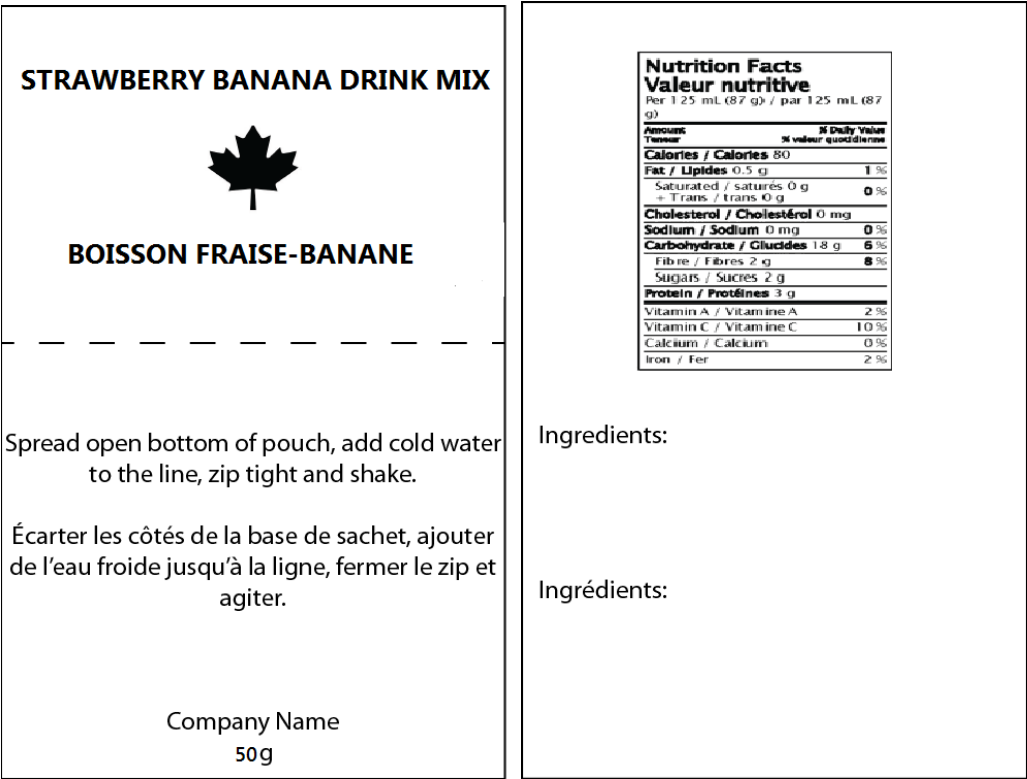 STRAWBERRY BANANA DRINK MIX
BOISSON FRAISE-BANANE
Spread open bottom of pouch, add cold water
to the line, zip tight and shake.
Écarter les côtés de la base de sachet, ajouter
de l’eau froide jusqu’à la ligne, fermer le zip et
agiter.
Company Name
50g
Nutrition Facts
Valeur nutritive
Per 125 mL (87 g) / par 125 mL (87
g)
Amount % Daily Value
Teneur % valeur quotidienne
Calories / Calories 80
Fat / Lipides 0.5 g 1 %
Saturated / saturés 0 g
+ Trans / trans 0 g 0 %
Cholesterol / Cholestérol 0 mg
Sodium / Sodium 0 mg 0 %
Carbohydrate / Glucides 18 g 6 %
Fibre / Fibres 2 g 8 %
Sugars / Sucres 2 g
Protein / Protéines 3 g
Vitamin A / Vitamine A 2 %
Vitamin C / Vitamine C 10 %
Calcium / Calcium 0 %
Iron / Fer 2 %
Ingredients:
Ingrédients: